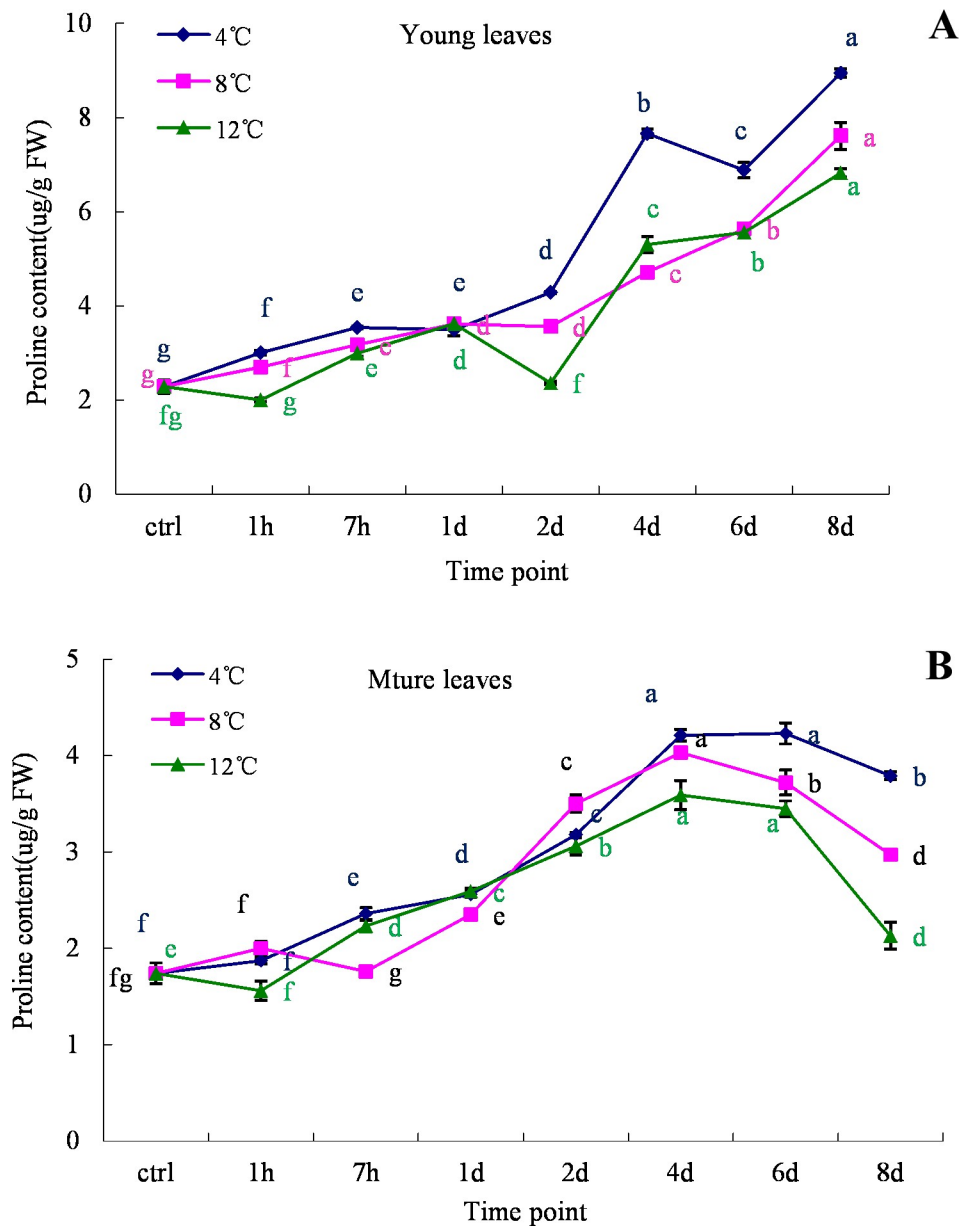 A
Young leaves
4℃
8℃
12℃
Proline content(ug/g FW)
10
8
6
4
2
0
g
g
fg
f
f
g
e
e
e
e
d
d
d
d
f
b
c
c
c
b
b
a
a
a
ctrl 1h 7h 1d 2d 4d 6d 8d
Time point
B
Mture leaves
4℃
8℃
12℃
Proline content(ug/g FW)
5
4
3
2
1
0
f
e
fg
f
f
f
e
d
g
d
c
e
c
c
b
a
a
a
a
b
a
b
d
d
ctrl 1h 7h 1d 2d 4d 6d 8d
Time point